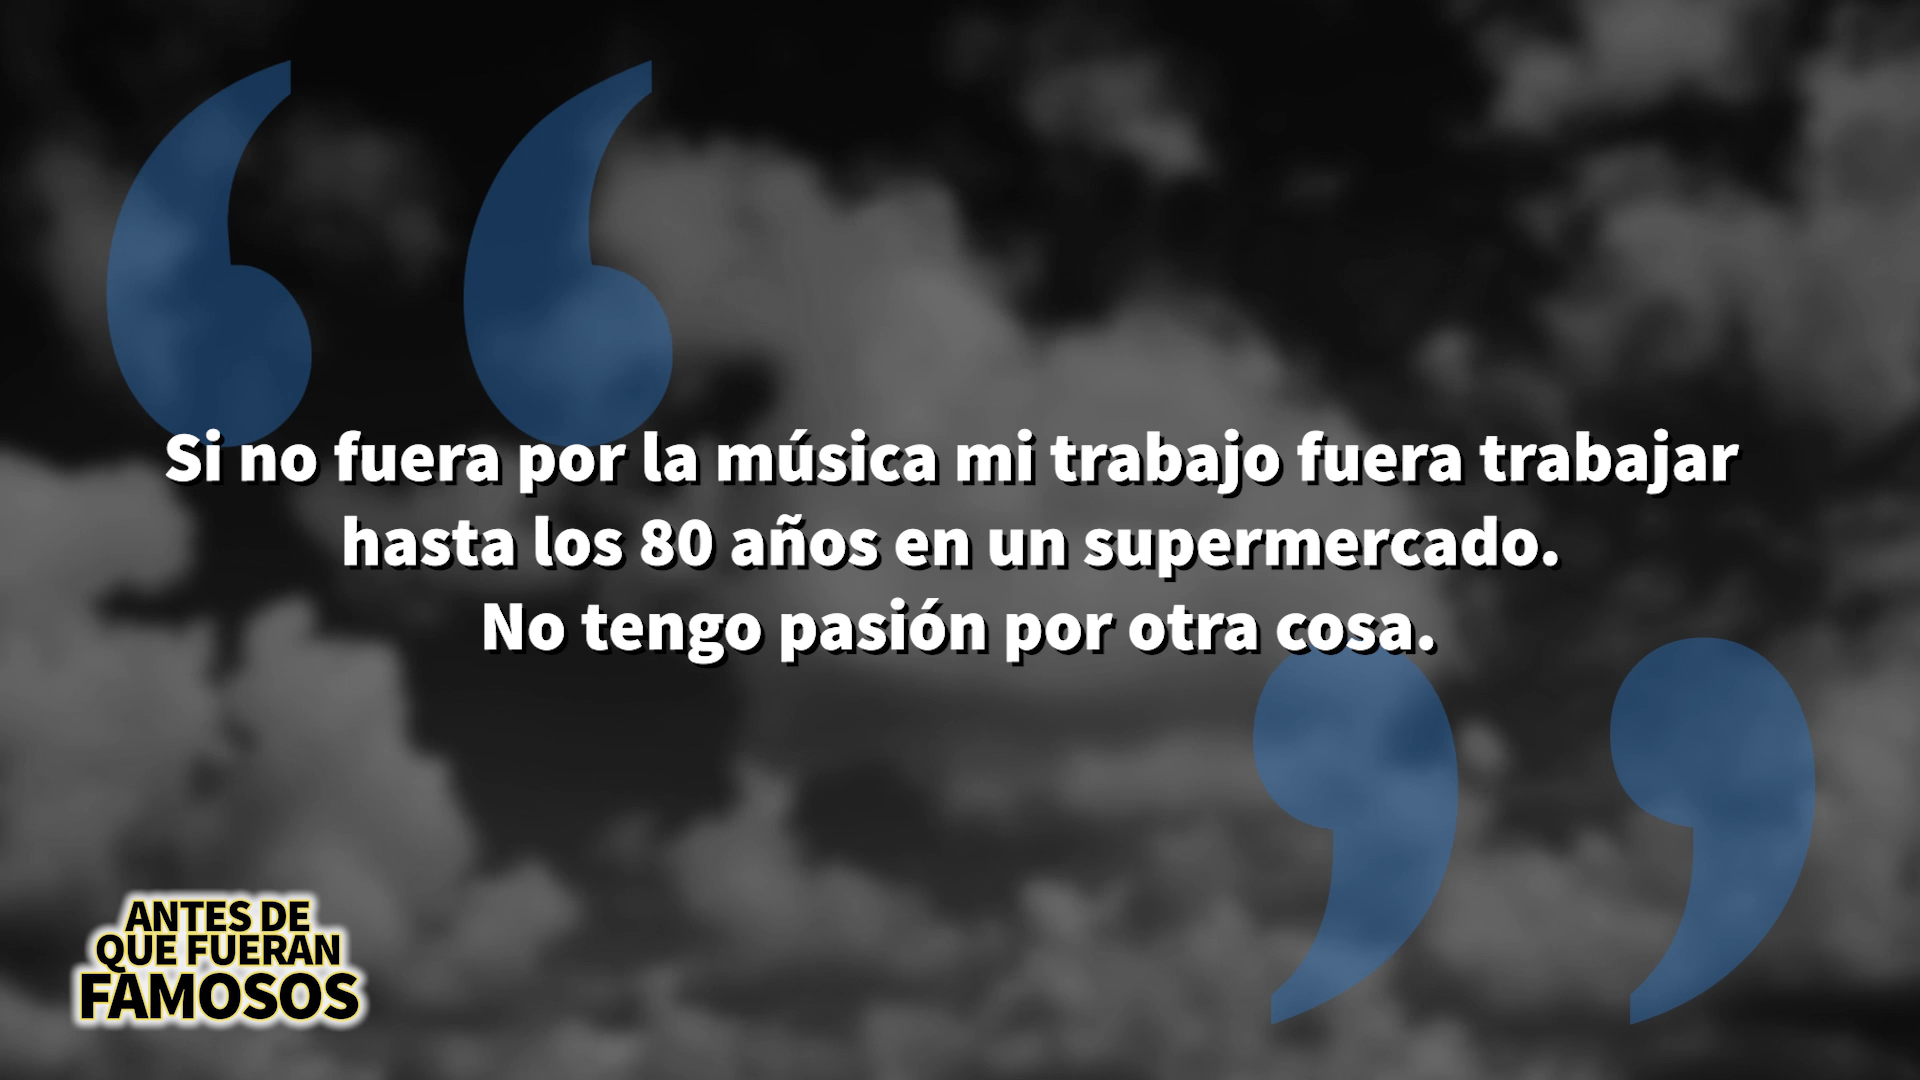 Si no fuera por la música mi trabajo fuera trabajar
hasta los 80 años en un supermercado.
No tengo pasión por otra cosa.
ANTES DE
QUE FUERAN
FAMOSOS